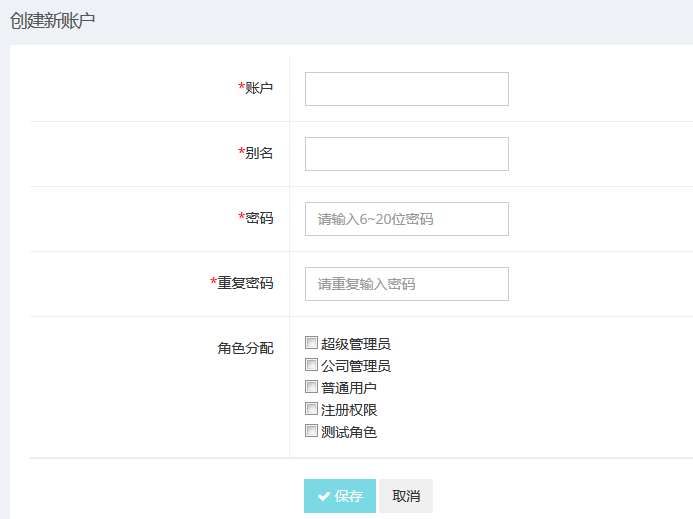 创建新账户
*账户
*别名
*密码 请输入6~20位密码
*重复密码 请重复输入密码
角色分配 超级管理员
公司管理员
普通用户
注册权限
测试角色
保存 取消